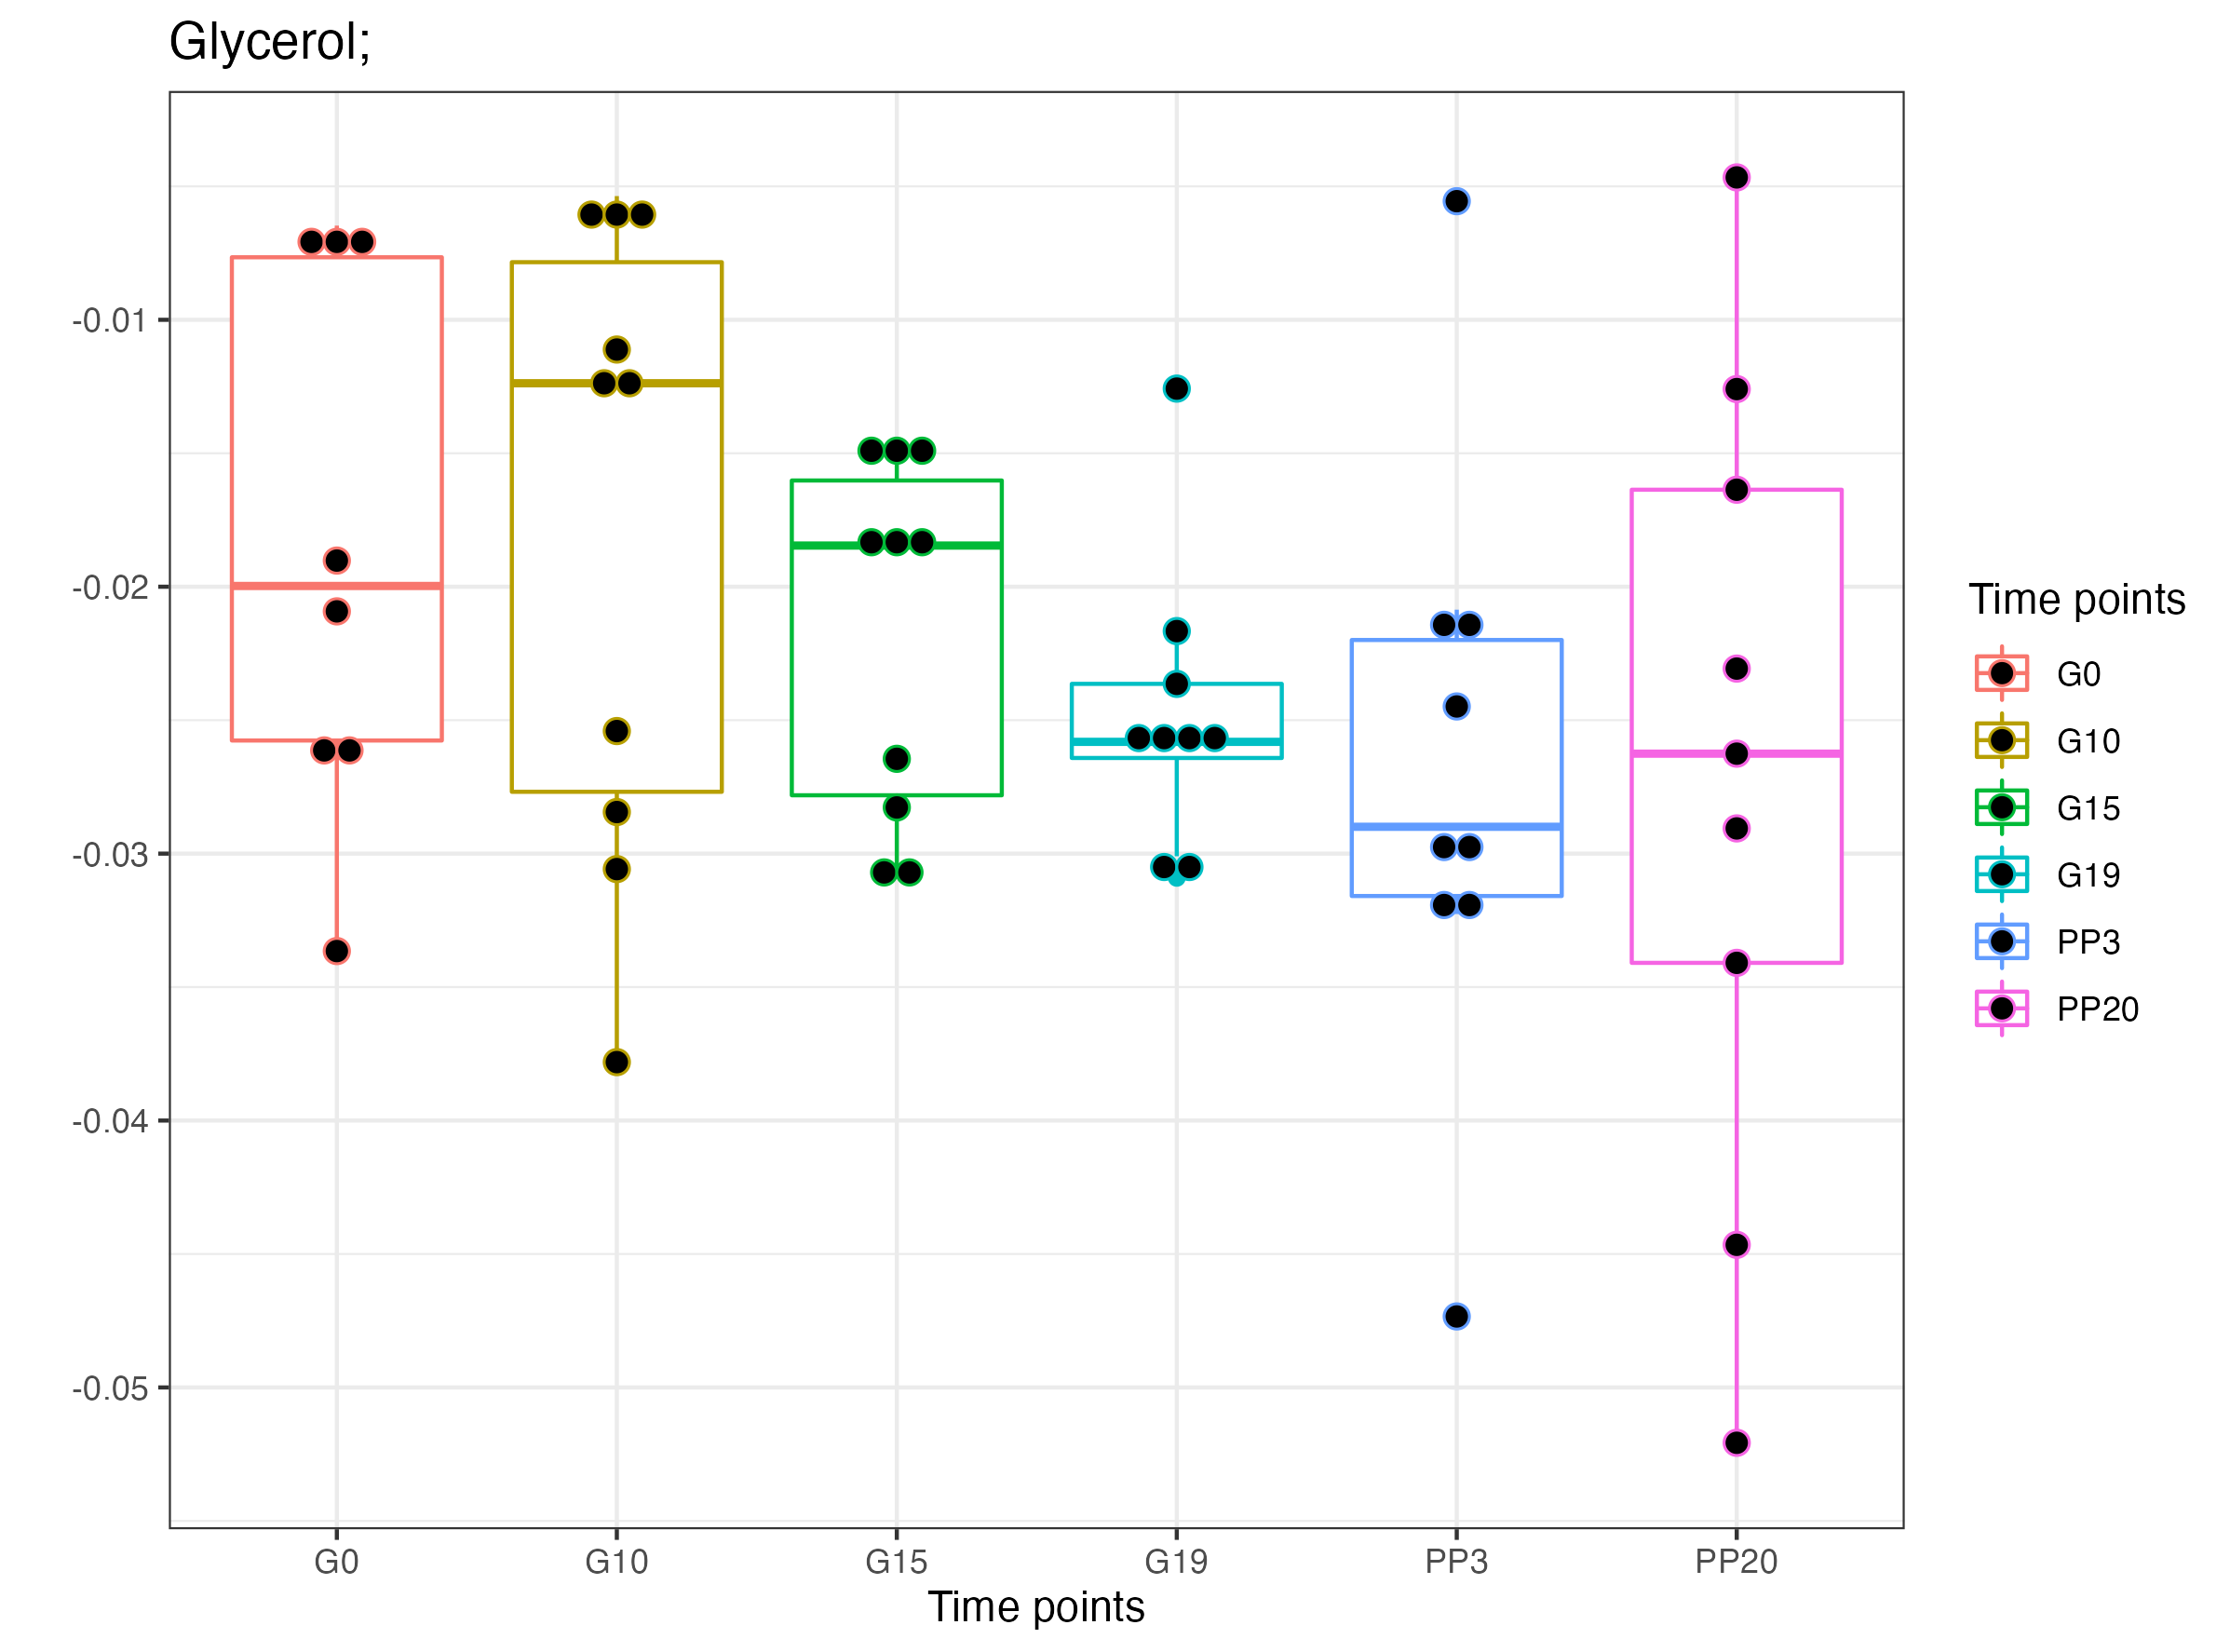 Glycerol;
-0.01
-0.02
-0.03
-0.04
-0.05
G0 G10 G15 G19 PP3 PP20
Time points
Time points
G0
G10
G15
G19
PP3
PP20